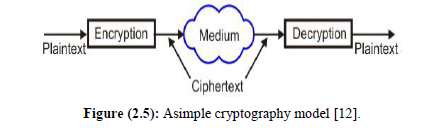 Encryption
Medium
Decryption
Plaintext
Plaintext
Ciphertext
Figure (2.5): Asimple cryptography model [12].